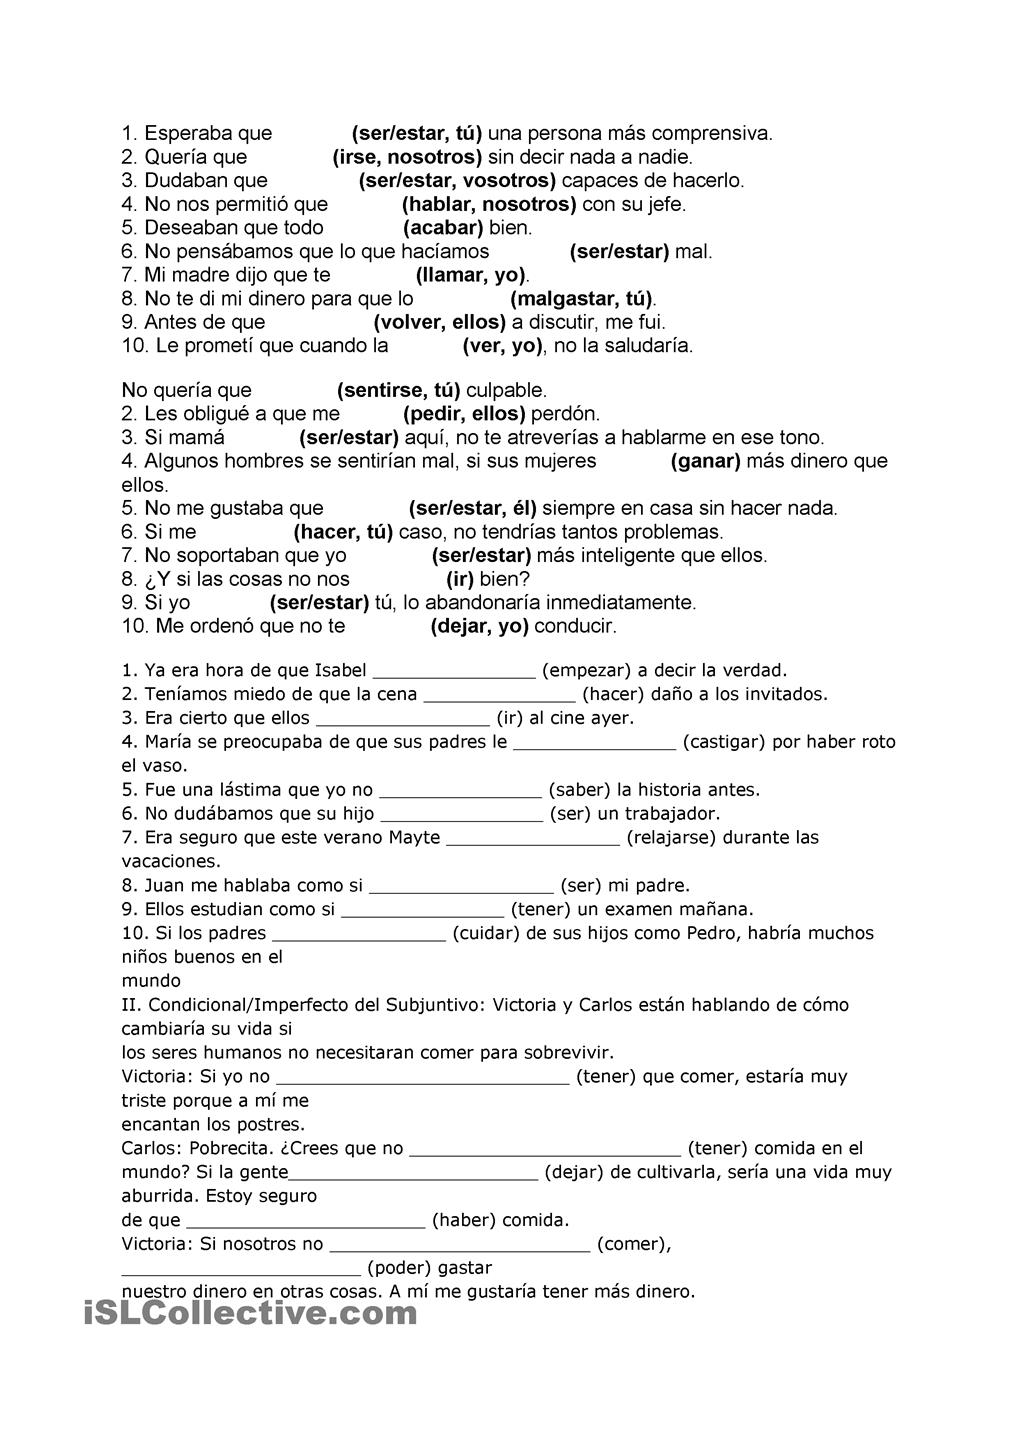 1. Esperaba que (ser/estar, tú) una persona más comprensiva.
2. Quería que (irse, nosotros) sin decir nada a nadie.
3. Dudaban que (ser/estar, vosotros) capaces de hacerlo.
4. No nos permitió que (hablar, nosotros) con su jefe.
5. Deseaban que todo (acabar) bien.
6. No pensábamos que lo que hacíamos (ser/estar) mal.
7. Mi madre dijo que te (llamar, yo).
8. No te di mi dinero para que lo (malgastar, tú).
9. Antes de que (volver, ellos) a discutir, me fui.
10. Le prometí que cuando la (ver, yo), no la saludaría.
No quería que (sentirse, tú) culpable.
2. Les obligué a que me (pedir, ellos) perdón.
3. Si mamá (ser/estar) aquí, no te atreverías a hablarme en ese tono.
4. Algunos hombres se sentirían mal, si sus mujeres (ganar) más dinero que
ellos.
5. No me gustaba que (ser/estar, él) siempre en casa sin hacer nada.
6. Si me (hacer, tú) caso, no tendrías tantos problemas.
7. No soportaban que yo (ser/estar) más inteligente que ellos.
8. ¿Y si las cosas no nos (ir) bien?
9. Si yo (ser/estar) tú, lo abandonaría inmediatamente.
10. Me ordenó que no te (dejar, yo) conducir.
1. Ya era hora de que Isabel _______________ (empezar) a decir la verdad.
2. Teníamos miedo de que la cena ______________ (hacer) daño a los invitados.
3. Era cierto que ellos ________________ (ir) al cine ayer.
4. María se preocupaba de que sus padres le _______________ (castigar) por haber roto
el vaso.
5. Fue una lástima que yo no _______________ (saber) la historia antes.
6. No dudábamos que su hijo _______________ (ser) un trabajador.
7. Era seguro que este verano Mayte ________________ (relajarse) durante las
vacaciones.
8. Juan me hablaba como si _________________ (ser) mi padre.
9. Ellos estudian como si _______________ (tener) un examen mañana.
10. Si los padres ________________ (cuidar) de sus hijos como Pedro, habría muchos
niños buenos en el
mundo
II. Condicional/Imperfecto del Subjuntivo: Victoria y Carlos están hablando de cómo
cambiaría su vida si
los seres humanos no necesitaran comer para sobrevivir.
Victoria: Si yo no ___________________________ (tener) que comer, estaría muy
triste porque a mí me
encantan los postres.
Carlos: Pobrecita. ¿Crees que no _________________________ (tener) comida en el
mundo? Si la gente_______________________ (dejar) de cultivarla, sería una vida muy
aburrida. Estoy seguro
de que ______________________ (haber) comida.
Victoria: Si nosotros no ________________________ (comer),
______________________ (poder) gastar
nuestro dinero en otras cosas. A mí me gustaría tener más dinero.
iSLCollective.com